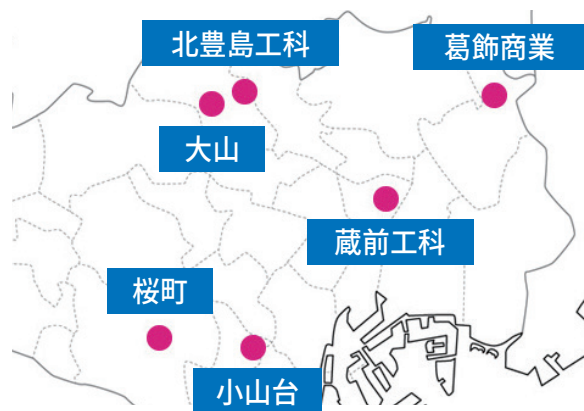 北豊島工科
葛飾商業
大山
蔵前工科
桜町
小山台